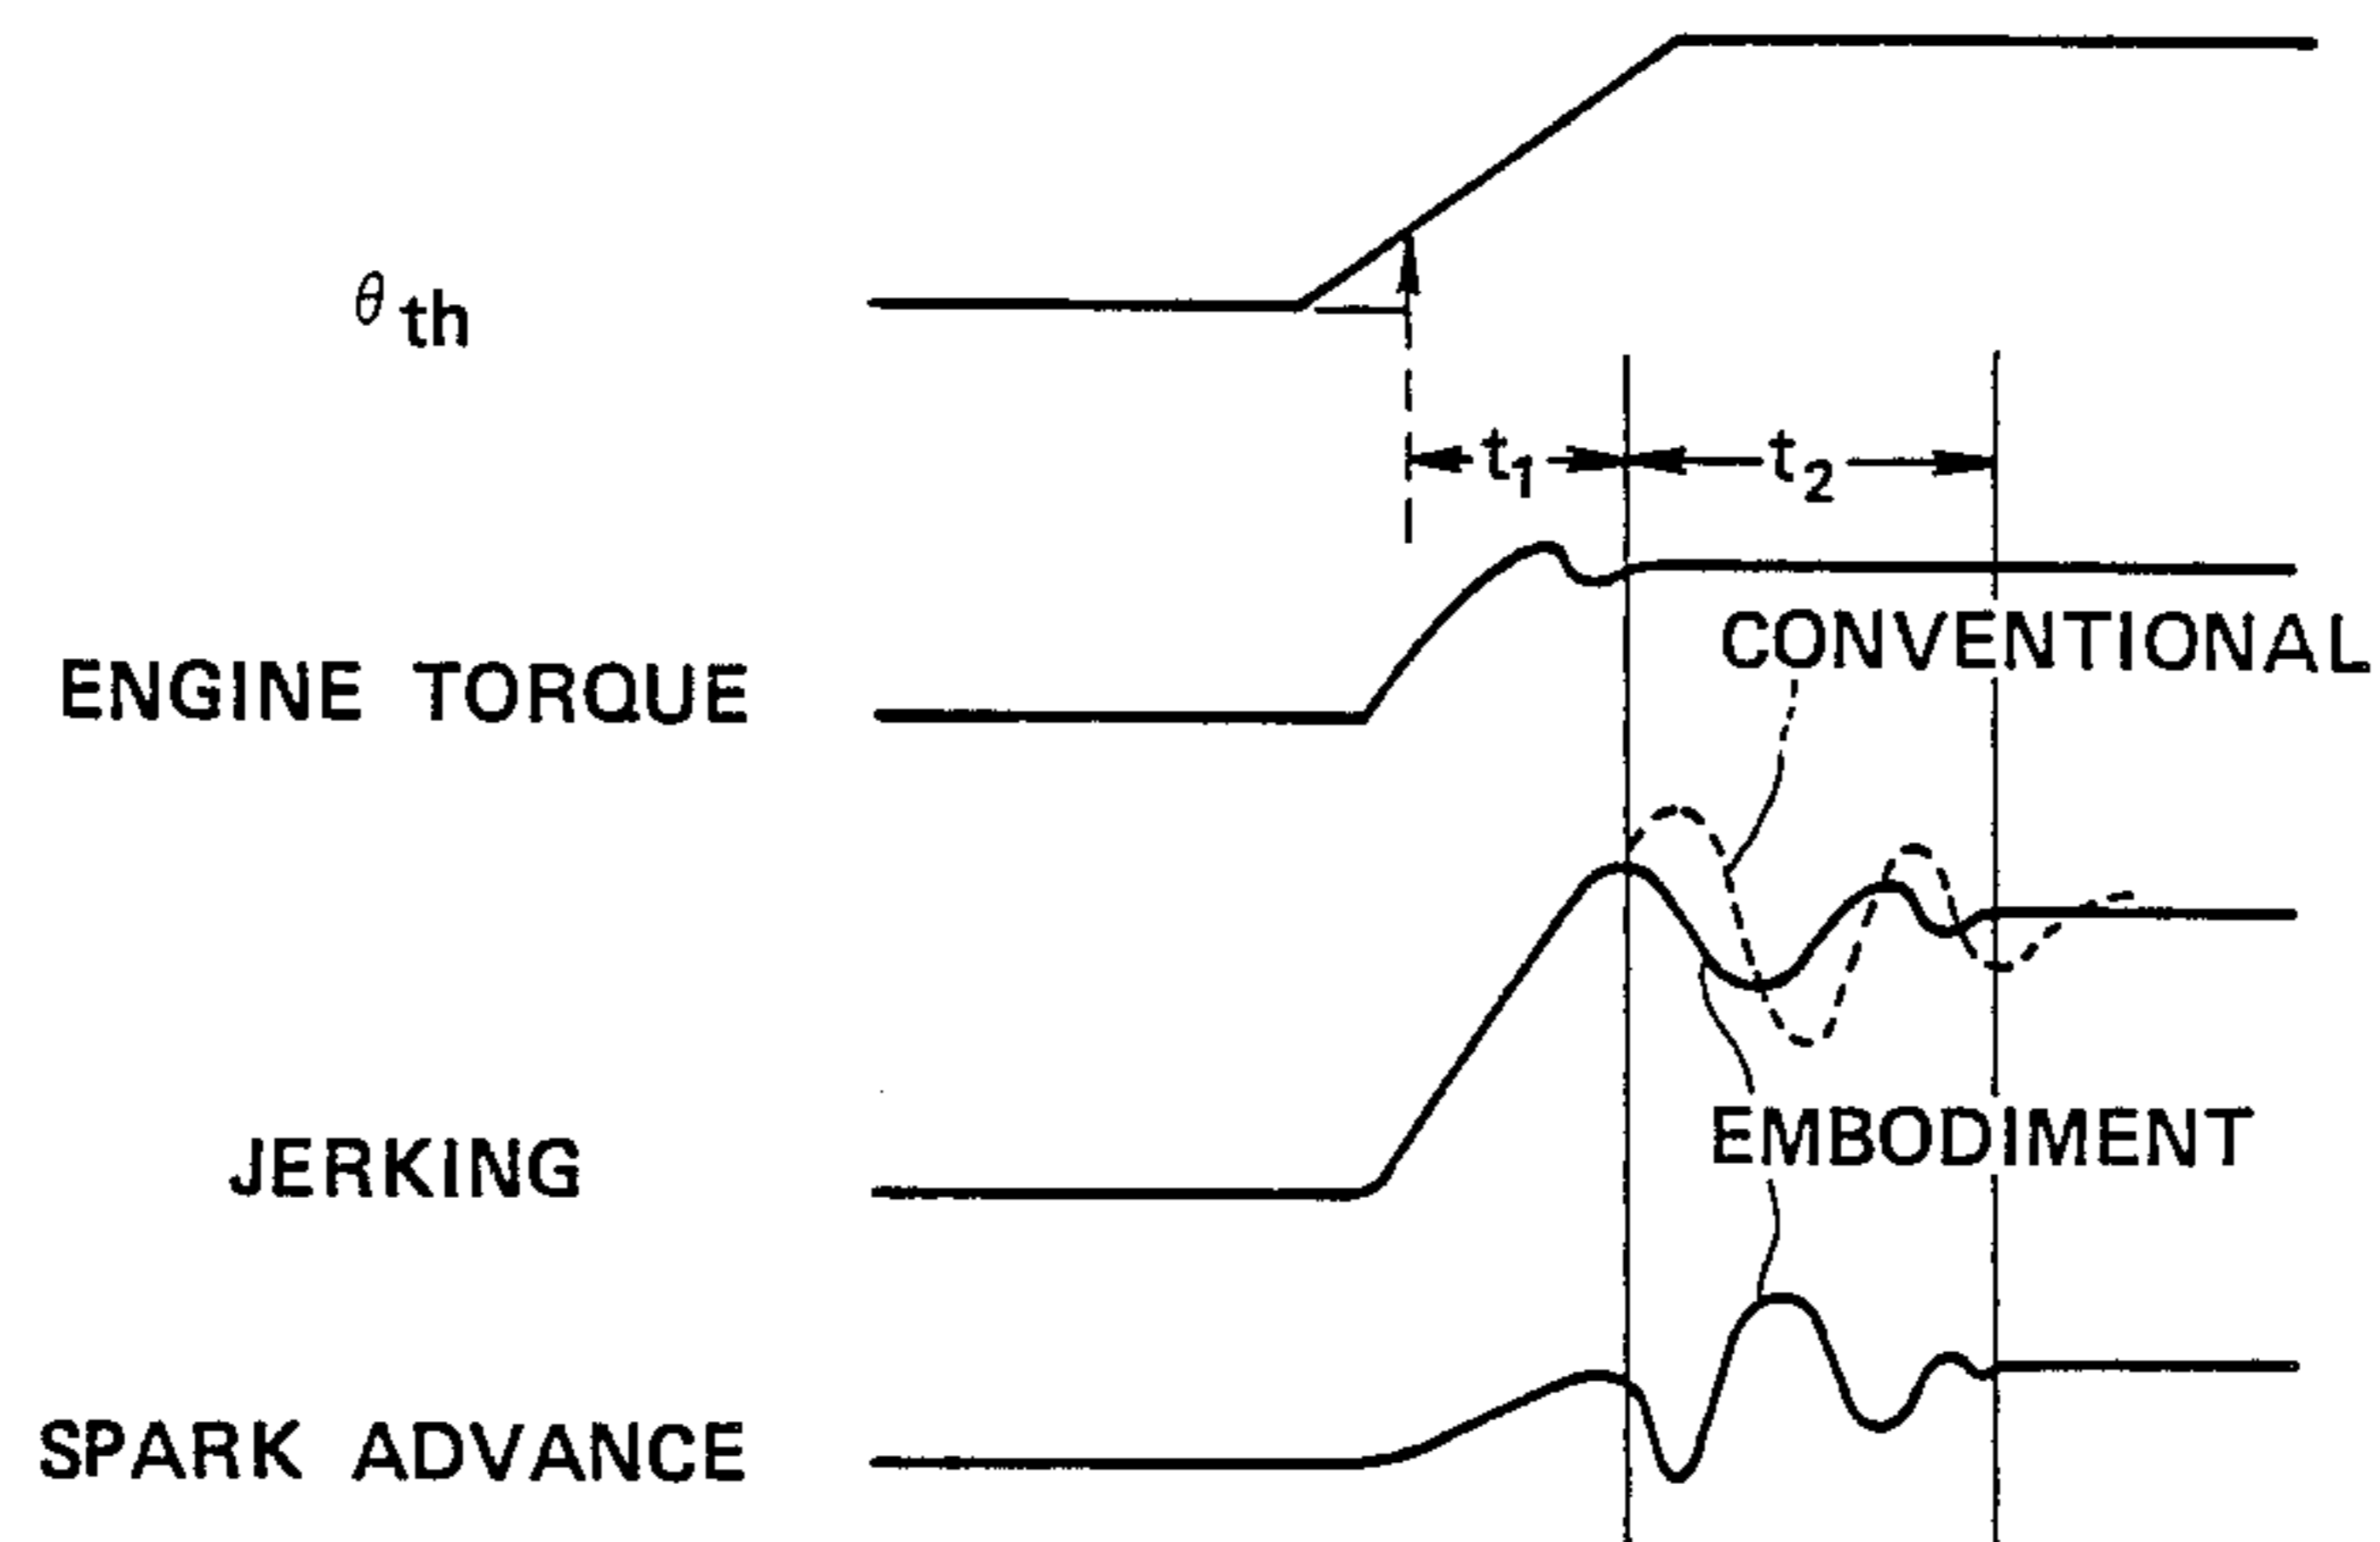 θth
t1
t2
CONVENTIONAL
ENGINE TORQUE
JERKING
EMBODIMENT
SPARK ADVANCE